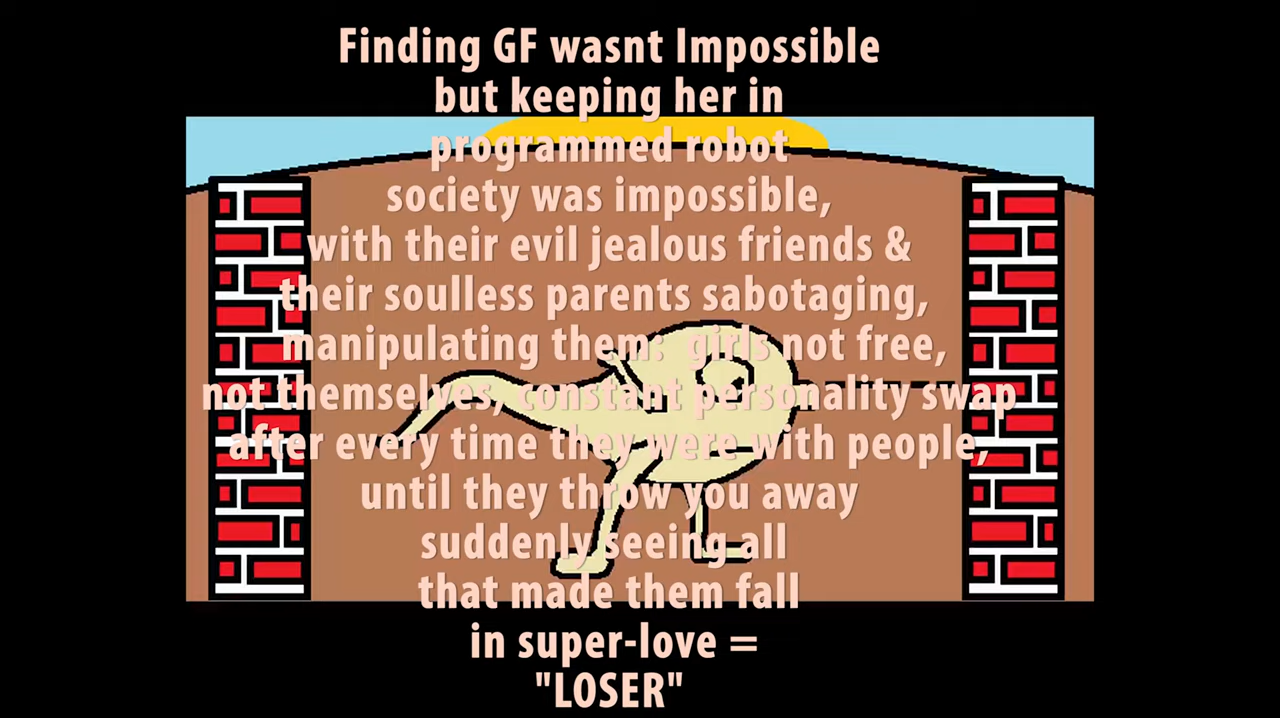 Finding GF wasnt Impossible
but keeping her in
programmed robot
society was impossible,
with their evil jealous friends &
their soulless parents sabotaging,
manipulating them:  girls not free,
not themselves, constant personality swap
after every time they were with people,
until they throw you away
suddenly seeing all
that made them fall
in super-love =
"LOSER"